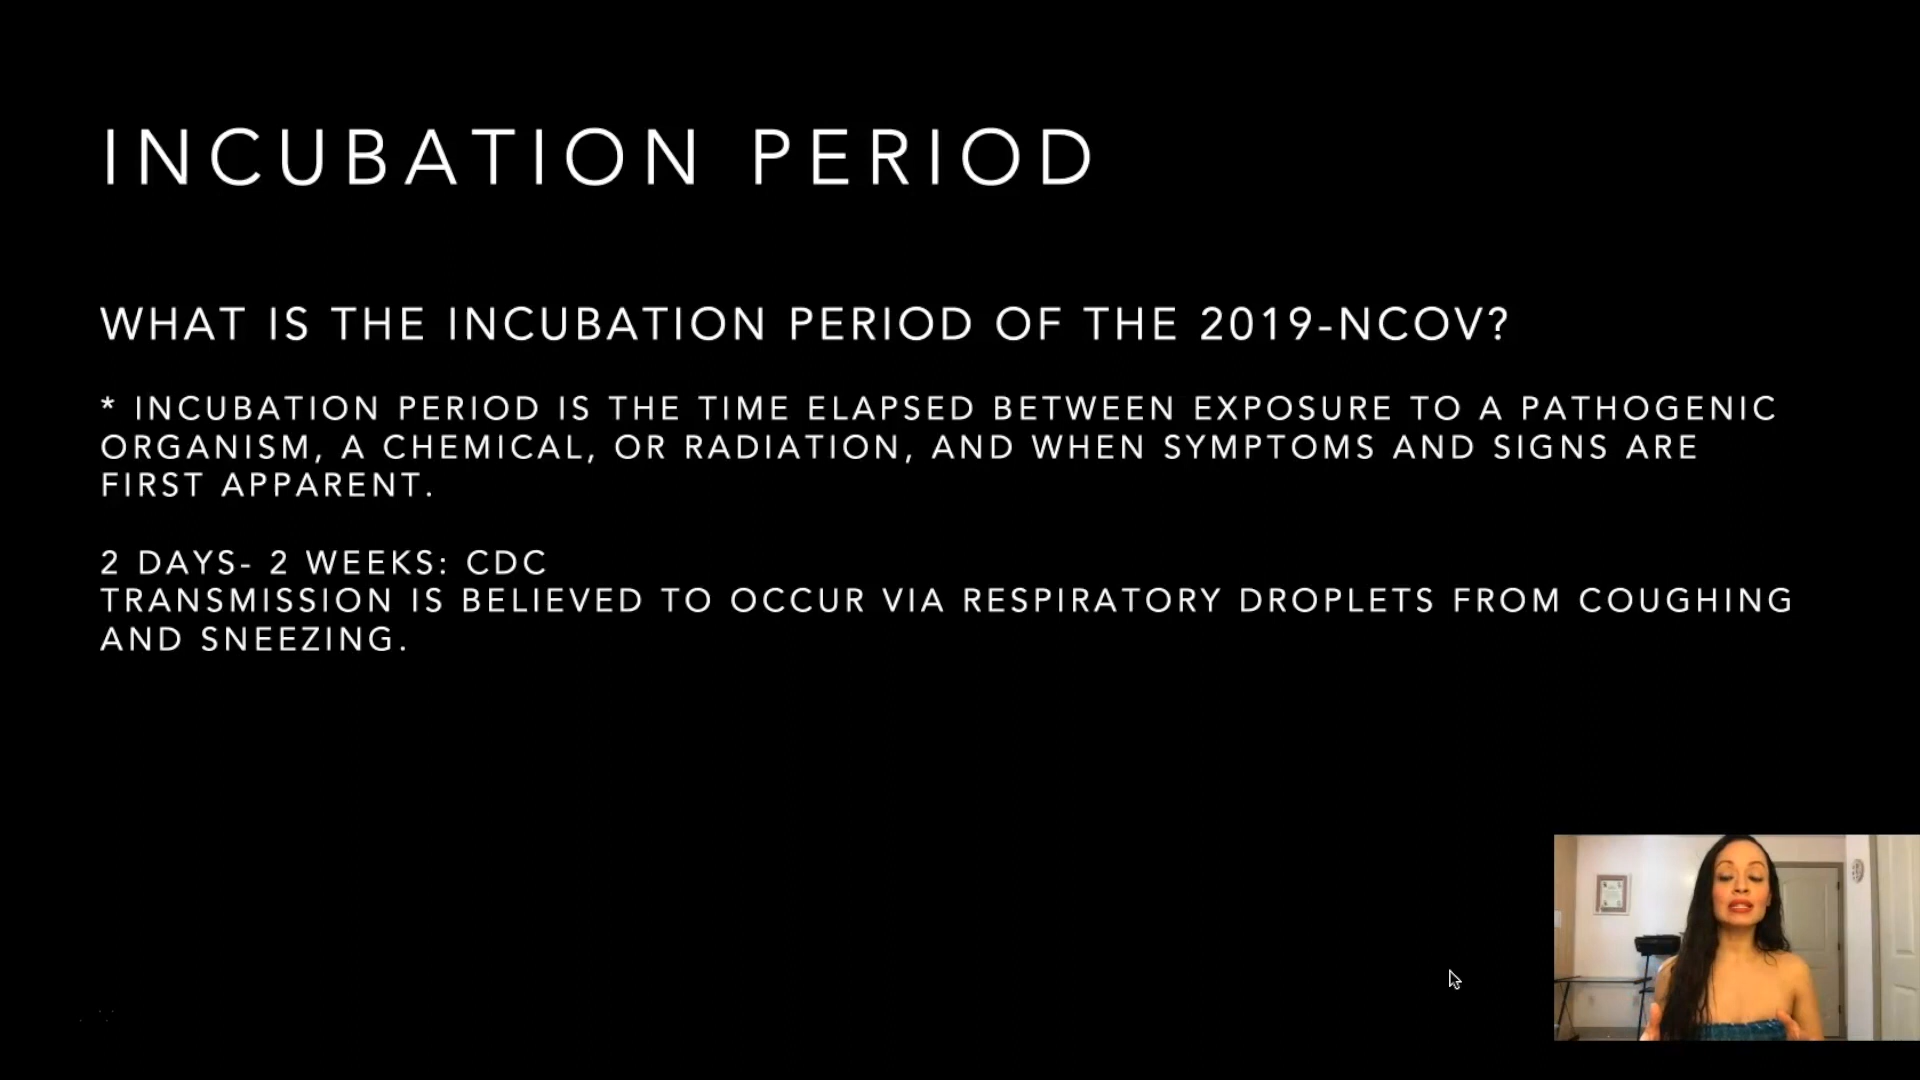 INCUBATION PERIOD
WHAT IS THE INCUBATION PERIOD OF THE 2019-NCOV?
* INCUBATION PERIOD IS THE TIME ELAPSED BETWEEN EXPOSURE TO A PATHOGENIC
ORGANISM, A CHEMICAL, OR RADIATION, AND WHEN SYMPTOMS AND SIGNS ARE
FIRST APPARENT.
2 DAYS- 2 WEEKS: CDC
TRANSMISSION IS BELIEVED TO OCCUR VIA RESPIRATORY DROPLETS FROM COUGHING
AND SNEEZING.